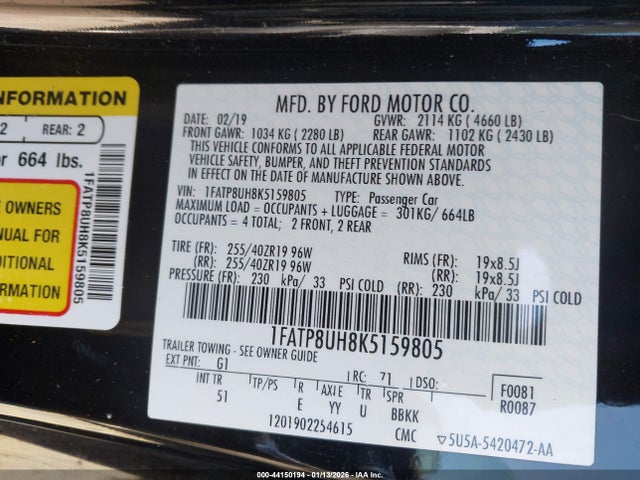 NFORMATION
2 REAR: 2
or 664 lbs.
E OWNERS
NUAL FOR
DITIONAL
FORMATION
1FATP8UH8K5159805
MFD. BY FORD MOTOR CO.
DATE: 02/19 GVWR: 2114 KG ( 4660 LB)
FRONT GAWR: 1034 KG ( 2280 LB) REAR GAWR: 1102 KG ( 2430 LB)
THIS VEHICLE CONFORMS TO ALL APPLICABLE FEDERAL MOTOR
VEHICLE SAFETY, BUMPER, AND THEFT PREVENTION STANDARDS
IN EFFECT ON THE DATE OF MANUFACTURE SHOWN ABOVE.
VIN: 1FATP8UH8K5159805 TYPE: Passenger Car
MAXIMUM LOAD = OCCUPANTS + LUGGAGE = 301KG/ 664LB
OCCUPANTS = 4 TOTAL; 2 FRONT, 2 REAR
TIRE (FR): 255/40ZR19 96W RIMS (FR): 19x8.5J
(RR): 255/40ZR19 96W (RR): 19x8.5J
PRESSURE (FR): 230 kPa/ 33 PSI COLD (RR): 230 kPa/ 33 PSI COLD
1FATP8UH8K5159805
TRAILER TOWING - SEE OWNER GUIDE
EXT PNT: G1 RC: 71 DSO: F0081
INT TR TP/PS R AXLE TR SPR R0087
51 E YY U BBKK
1201902254615 CMC 5U5A-5420472-AA
000-44150194 - 01/13/2026 - IAAI HOLDINGS, LLC